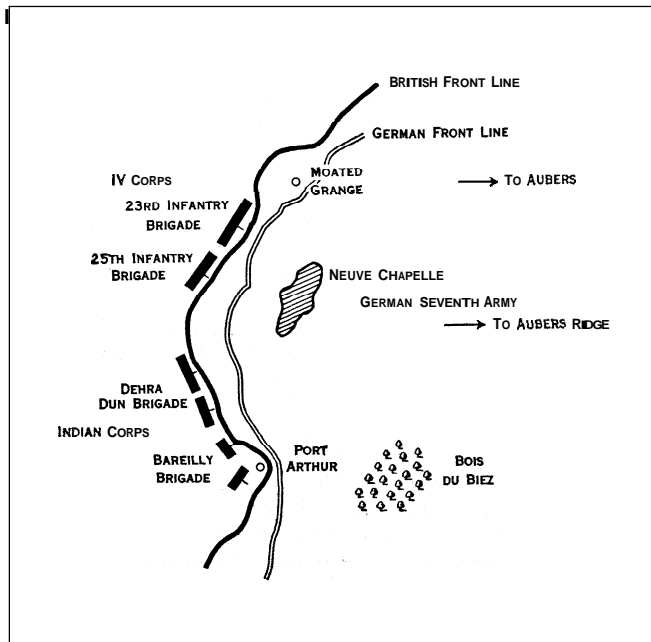 BRITISH FRONT LINE
GERMAN FRONT LINE
MOATED
GRANGE
TO AUBERS
IV CORPS
23RD INFANTRY
BRIGADE
25TH INFANTRY
BRIGADE
NEUVE CHAPELLE
GERMAN SEVENTH ARMY
TO AUBERS RIDGE
DEHRA
DUN BRIGADE
INDIAN CORPS
BAREILLY
BRIGADE
PORT
ARTHUR
BOIS
DU BIEZ